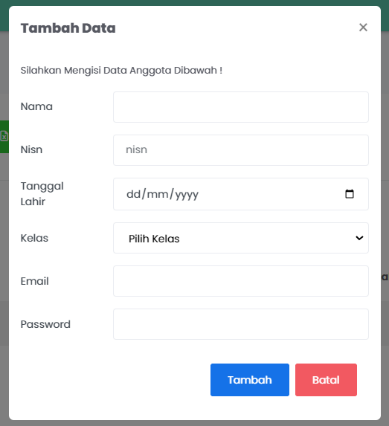 Tambah Data
×
Silahkan Mengisi Data Anggota Dibawah !
Nama
Nisn
nisn
Tanggal
Lahir
dd/mm/yyyy
Kelas
Pilih Kelas
Email
Password
Tambah
Batal